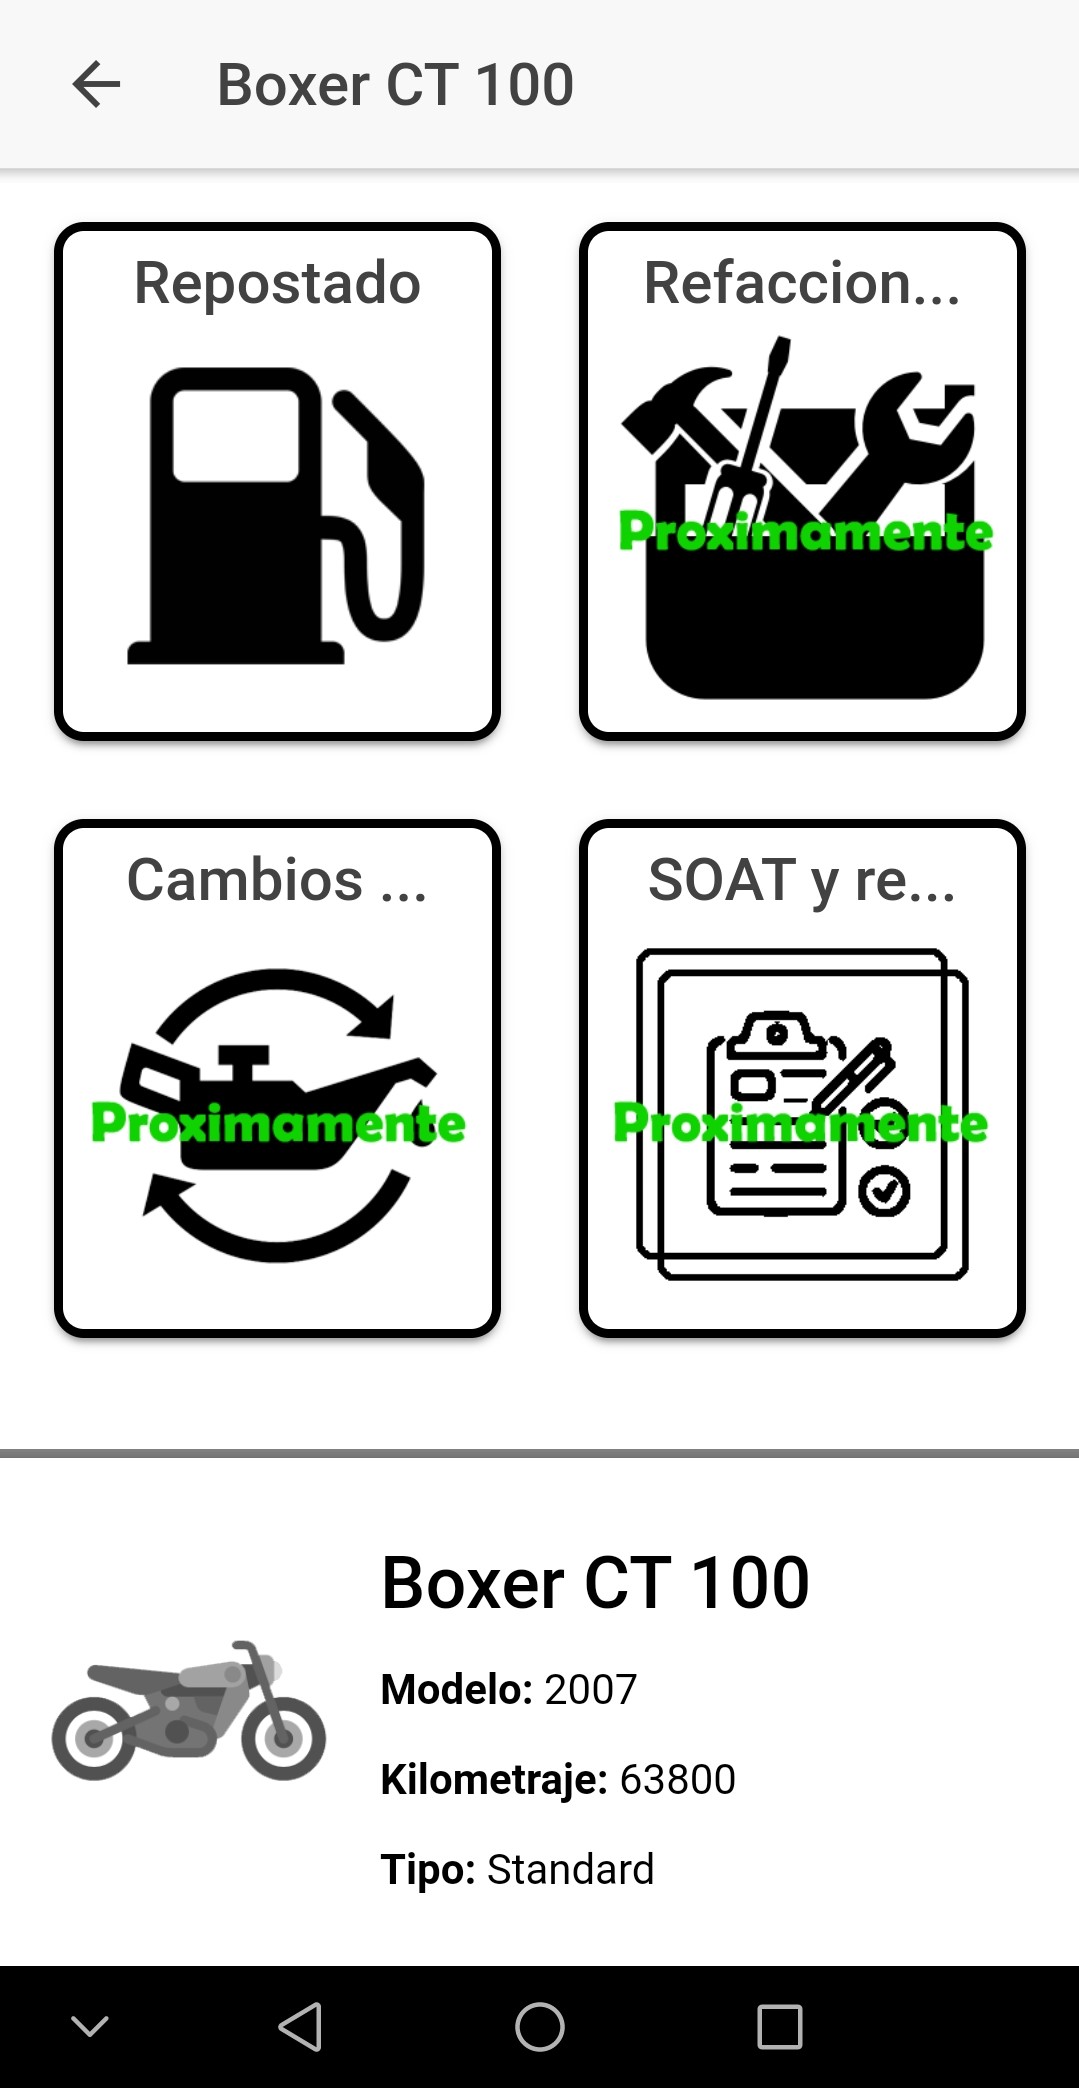 Boxer CT 100
Repostado
Refaccion...
Proximamente
Cambios ...
SOAT y re...
Proximamente
Proximamente
Boxer CT 100
Modelo: 2007
Kilometraje: 63800
Tipo: Standard